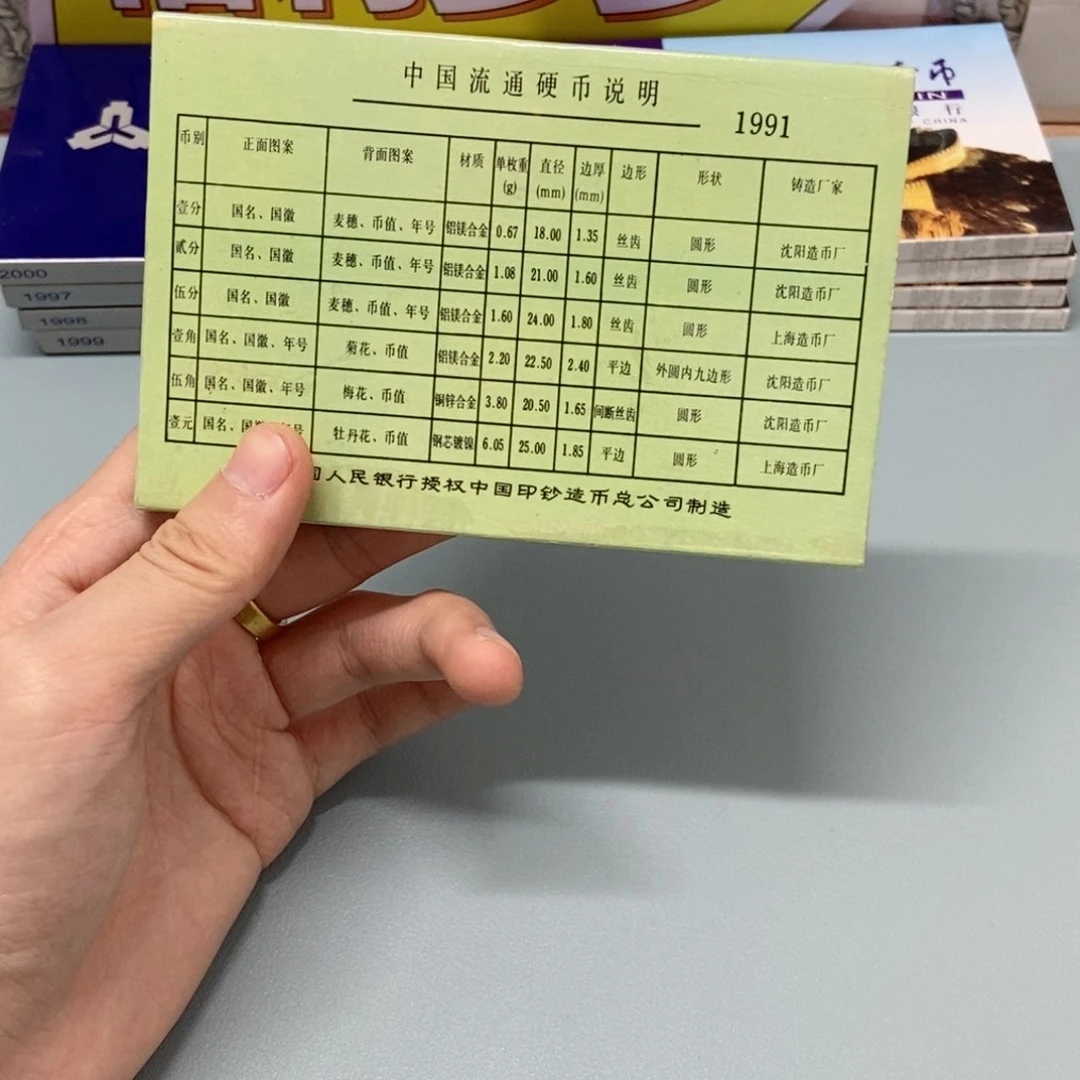 中国流通硬币说明
1991
币别 正面图案 背面图案 材质 单枚重(g) 直径(mm) 边厚(mm) 边形 形状 铸造厂家
壹分 国名、国徽 麦穗、币值、年号 铝镁合金 0.67 18.00 1.35 丝齿 圆形 沈阳造币厂
贰分 国名、国徽 麦穗、币值、年号 铝镁合金 1.08 21.00 1.60 丝齿 圆形 沈阳造币厂
伍分 国名、国徽 麦穗、币值、年号 铝镁合金 1.60 24.00 1.80 丝齿 圆形 上海造币厂
壹角 国名、国徽、年号 菊花、币值 铝镁合金 2.20 22.50 2.40 平边 外圆内九边形 沈阳造币厂
伍角 国名、国徽、年号 梅花、币值 铜锌合金 3.80 20.50 1.65 间断丝齿 圆形 沈阳造币厂
壹元 国名、国 号 牡丹花、币值 钢芯镀镍 6.05 25.00 1.85 平边 圆形 上海造币厂
人民银行授权中国印钞造币总公司制造
2000
1997
1998
1999
币
IN
行
CHINA